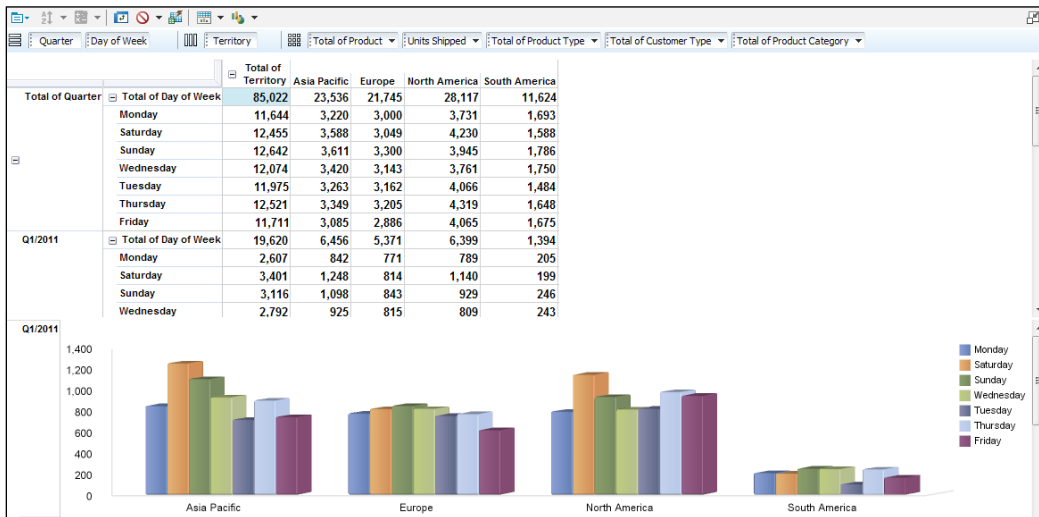 Quarter Day of Week Territory Total of Product Units Shipped Total of Product Type Total of Customer Type Total of Product Category
Total of Territory Asia Pacific Europe North America South America
Total of Quarter Total of Day of Week 85,022 23,536 21,745 28,117 11,624
Monday 11,644 3,220 3,000 3,731 1,693
Saturday 12,455 3,588 3,049 4,230 1,588
Sunday 12,642 3,611 3,300 3,945 1,786
Wednesday 12,074 3,420 3,143 3,761 1,750
Tuesday 11,975 3,263 3,162 4,066 1,484
Thursday 12,521 3,349 3,205 4,319 1,648
Friday 11,711 3,085 2,886 4,065 1,675
Q1/2011 Total of Day of Week 19,620 6,456 5,371 6,399 1,394
Monday 2,607 842 771 789 205
Saturday 3,401 1,248 814 1,140 199
Sunday 3,116 1,098 843 929 246
Wednesday 2,792 925 815 809 243
Q1/2011
1,400
1,200
1,000
800
600
400
200
0
Asia Pacific Europe North America South America
Monday
Saturday
Sunday
Wednesday
Tuesday
Thursday
Friday